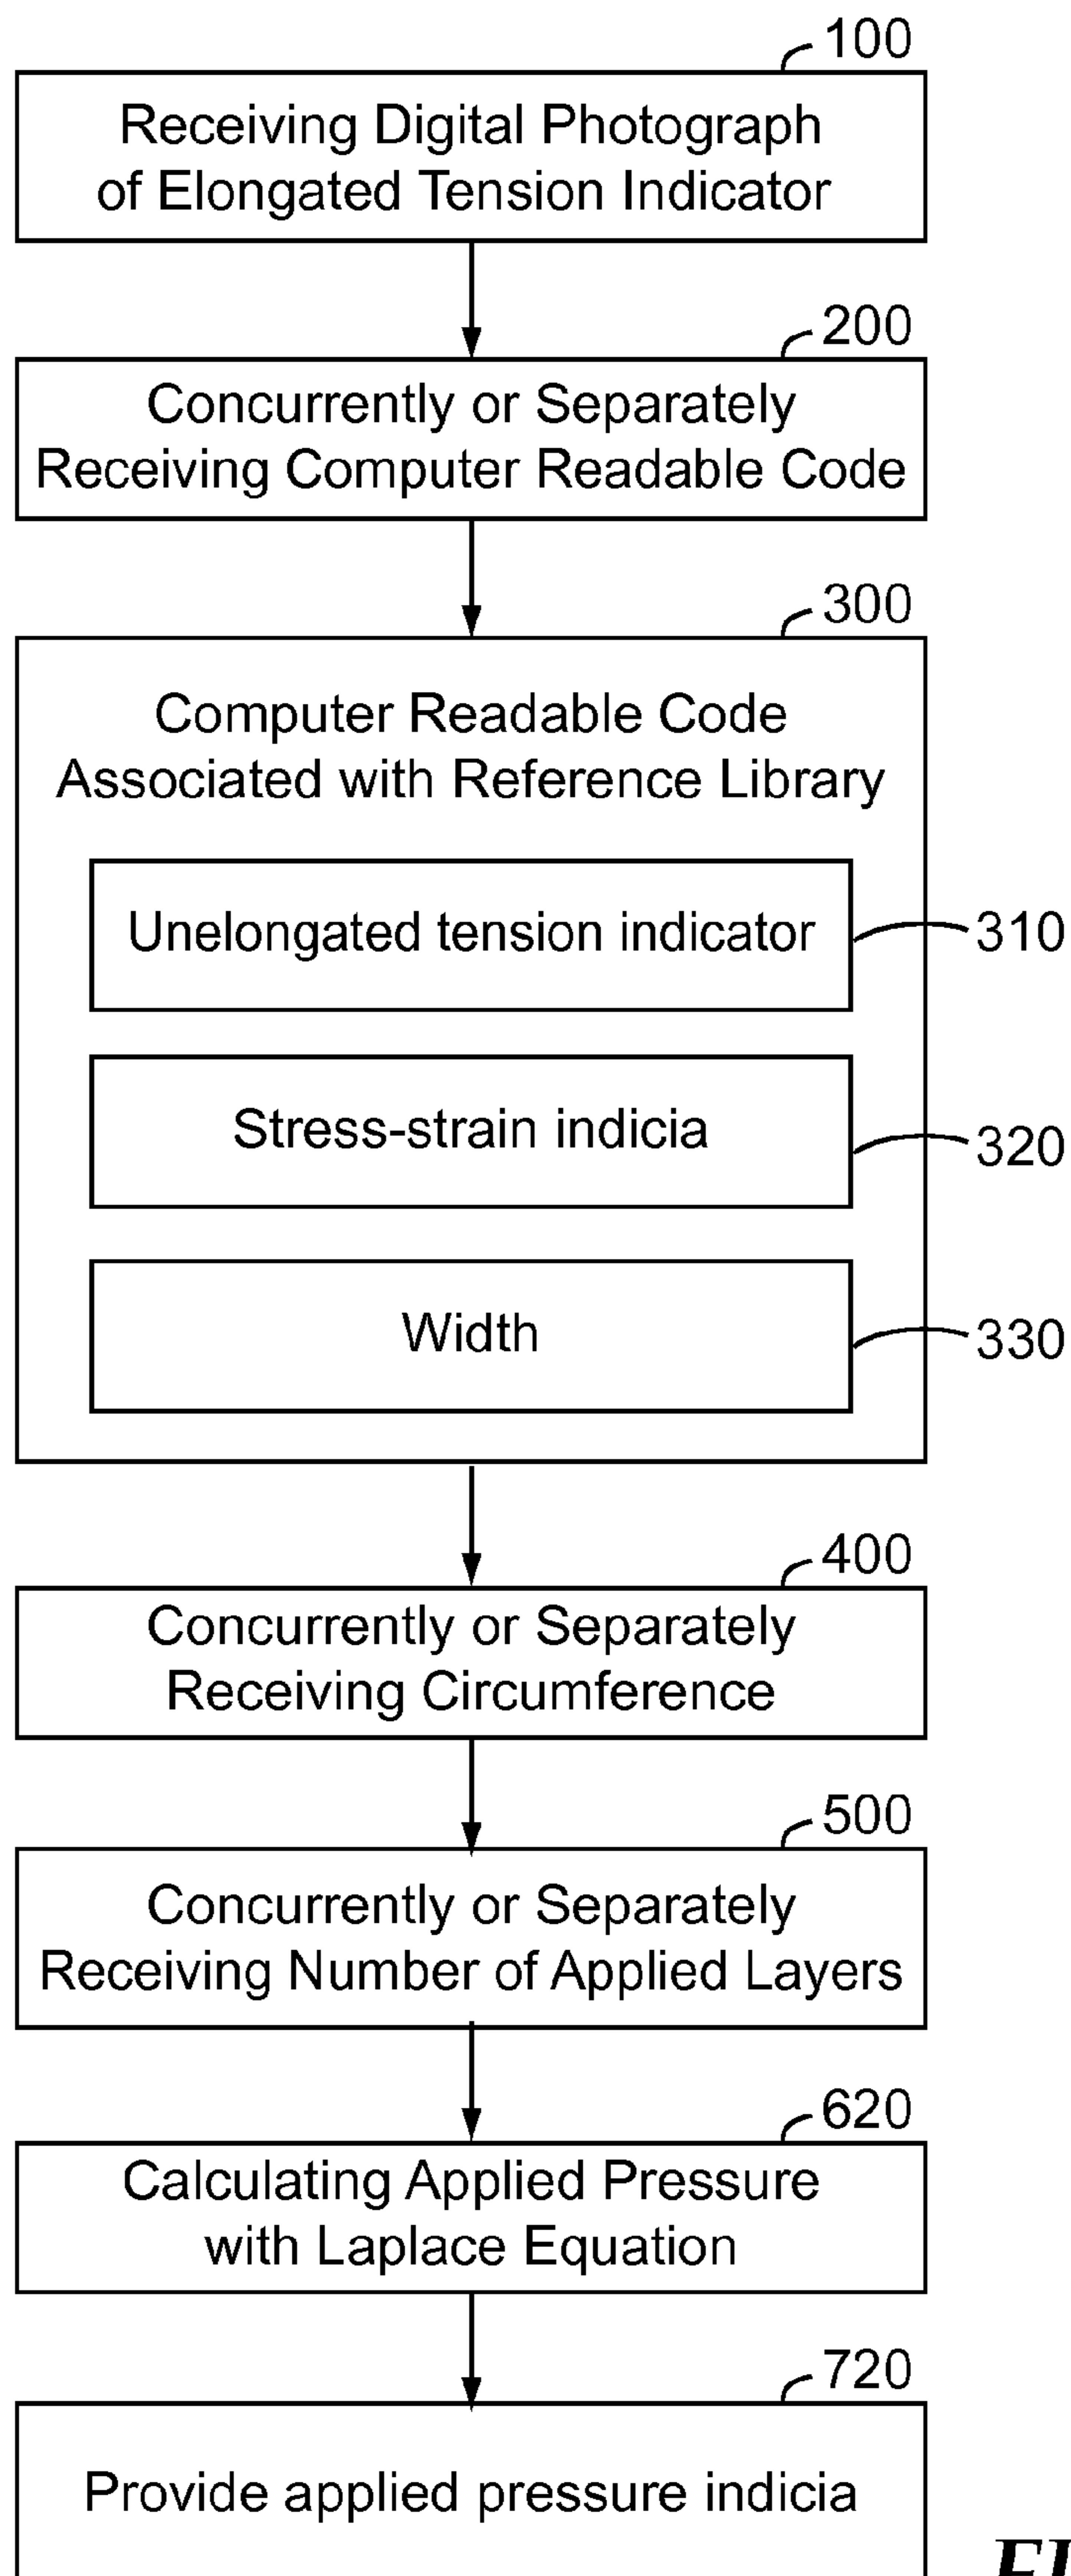 100
Receiving Digital Photograph
of Elongated Tension Indicator
200
Concurrently or Separately
Receiving Computer Readable Code
300
Computer Readable Code
Associated with Reference Library
Unelongated tension indicator
310
Stress-strain indicia
320
Width
330
400
Concurrently or Separately
Receiving Circumference
500
Concurrently or Separately
Receiving Number of Applied Layers
620
Calculating Applied Pressure
with Laplace Equation
720
Provide applied pressure indicia